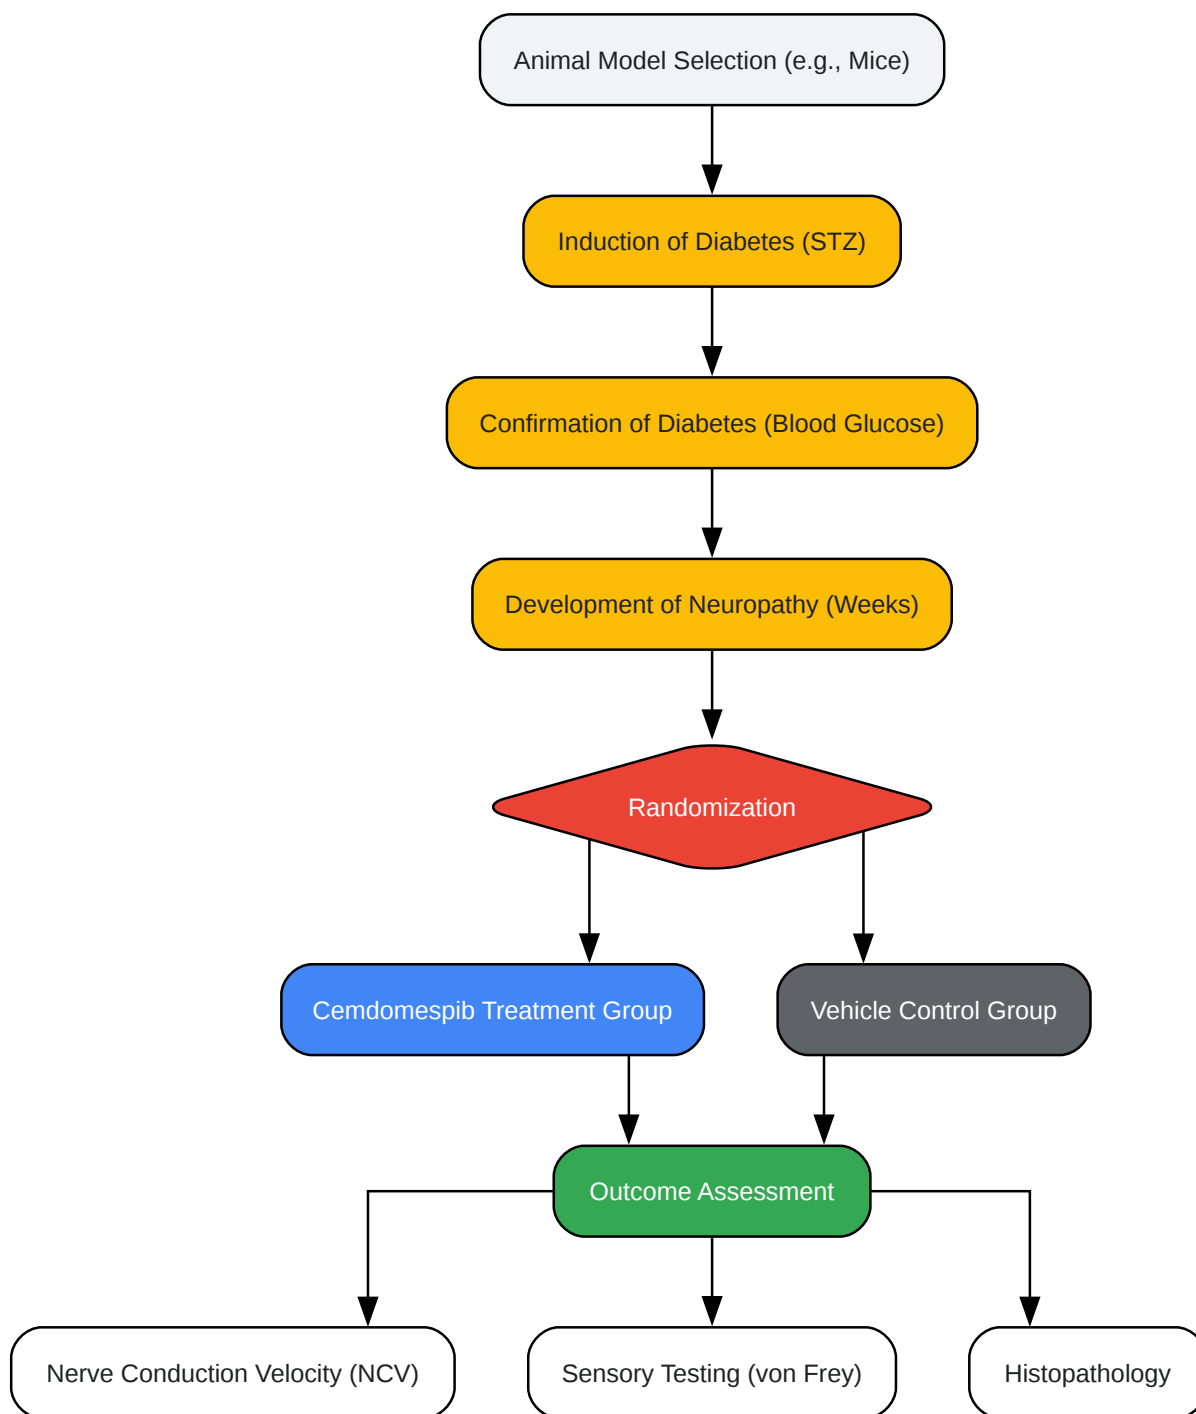 Animal Model Selection (e.g., Mice)
Induction of Diabetes (STZ)
Confirmation of Diabetes (Blood Glucose)
Development of Neuropathy (Weeks)
Randomization
Cemdomespib Treatment Group
Vehicle Control Group
Outcome Assessment
Nerve Conduction Velocity (NCV)
Sensory Testing (von Frey)
Histopathology